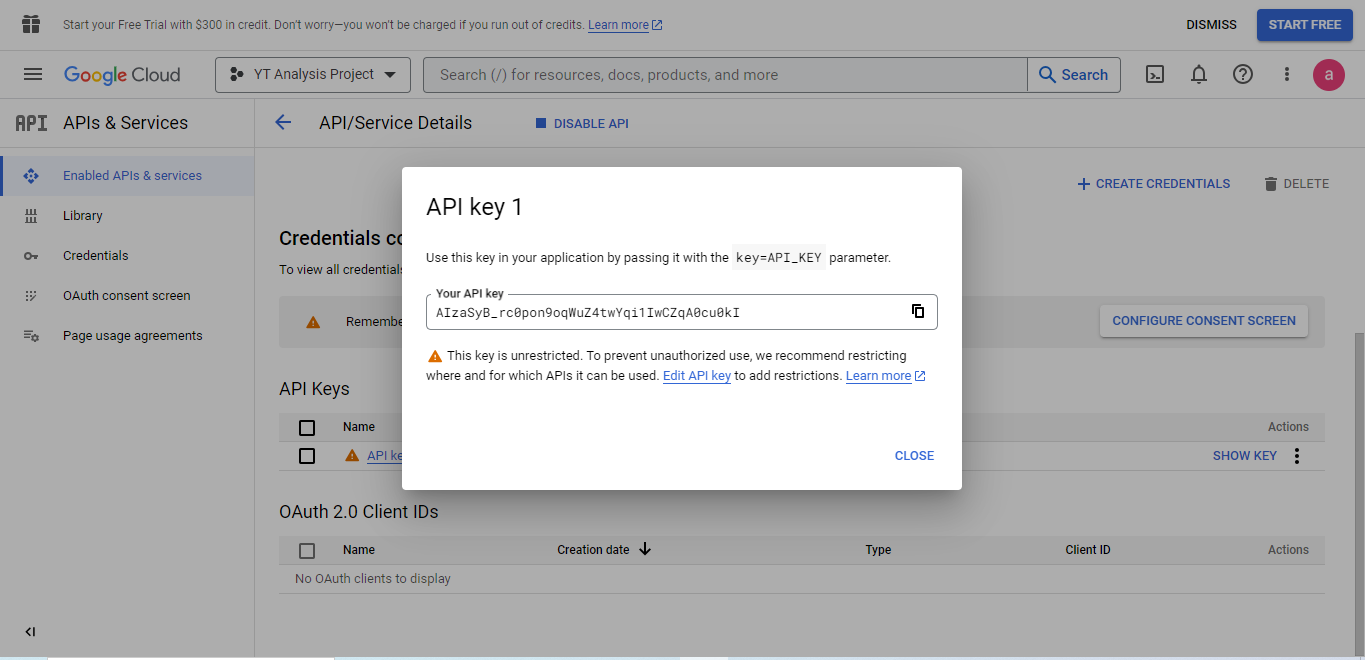 Start your Free Trial with $300 in credit. Don't worry—you won't be charged if you run out of credits. Learn more
DISMISS
START FREE
Google Cloud
YT Analysis Project
Search (/) for resources, docs, products, and more
Search
a
API APIs & Services
API/Service Details
DISABLE API
Enabled APIs & services
Library
Credentials
OAuth consent screen
Page usage agreements
CREATE CREDENTIALS
DELETE
Credentials
To view all credentials
Remember
CONFIGURE CONSENT SCREEN
API key 1
Use this key in your application by passing it with the key=API_KEY parameter.
Your API key
AIzaSyB_rc0pon9oqWuZ4twYqi1IwCZqA0cu0kI
This key is unrestricted. To prevent unauthorized use, we recommend restricting
where and for which APIs it can be used. Edit API key to add restrictions. Learn more
CLOSE
API Keys
Name
Actions
API ke
SHOW KEY
OAuth 2.0 Client IDs
Name
Creation date
Type
Client ID
Actions
No OAuth clients to display